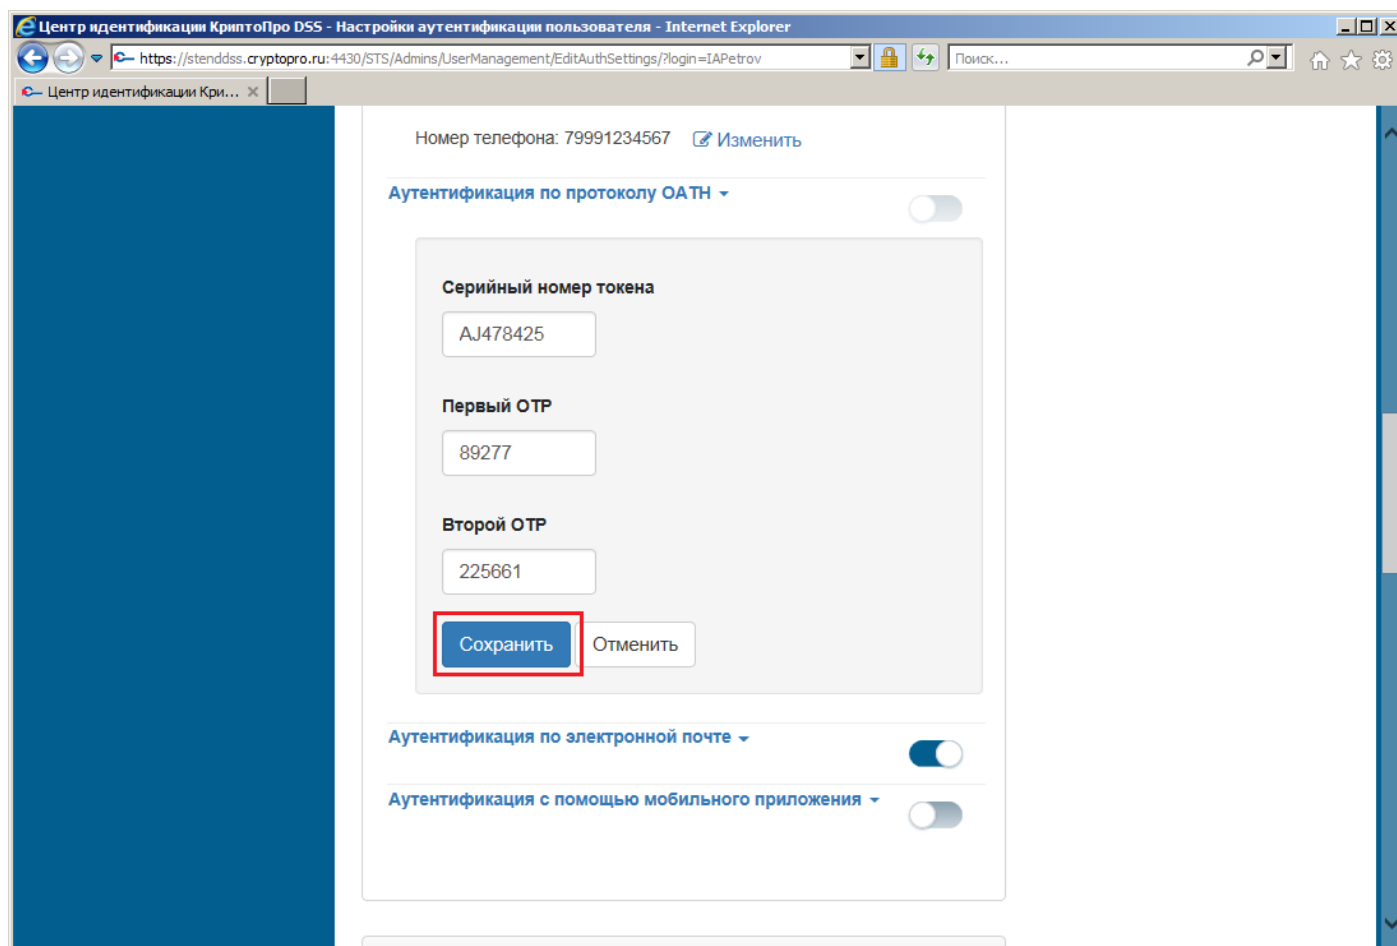 Центр идентификации КриптоПро DSS - Настройки аутентификации пользователя - Internet Explorer
https://stenddss.cryptopro.ru:4430/STS/Admins/UserManagement/EditAuthSettings/?login=IAPetrov
Поиск...
Центр идентификации Кри...
Номер телефона: 79991234567 Изменить
Аутентификация по протоколу OATH
Серийный номер токена
AJ478425
Первый OTP
89277
Второй OTP
225661
Сохранить Отменить
Аутентификация по электронной почте
Аутентификация с помощью мобильного приложения